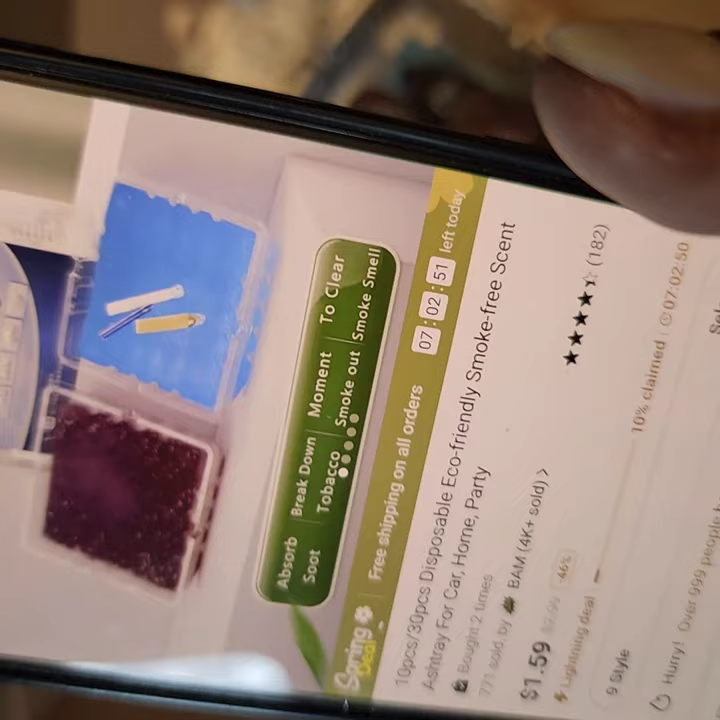 Absorb | Break Down | Moment | To Clear
Soot | Tobacco | Smoke out | Smoke Smell
Spring
Deal
Free shipping on all orders
07:02:51 left today
10pcs/30pcs Disposable Eco-friendly Smoke-free Scent
Ashtray For Car, Home, Party
Bought 2 times
771 sold, by BAM (4K+ sold) >
★★★★☆ (182)
$1.59 -46%
Lightning deal
10% claimed | 07:02:50
9 Style
Hurry! Over 999 people